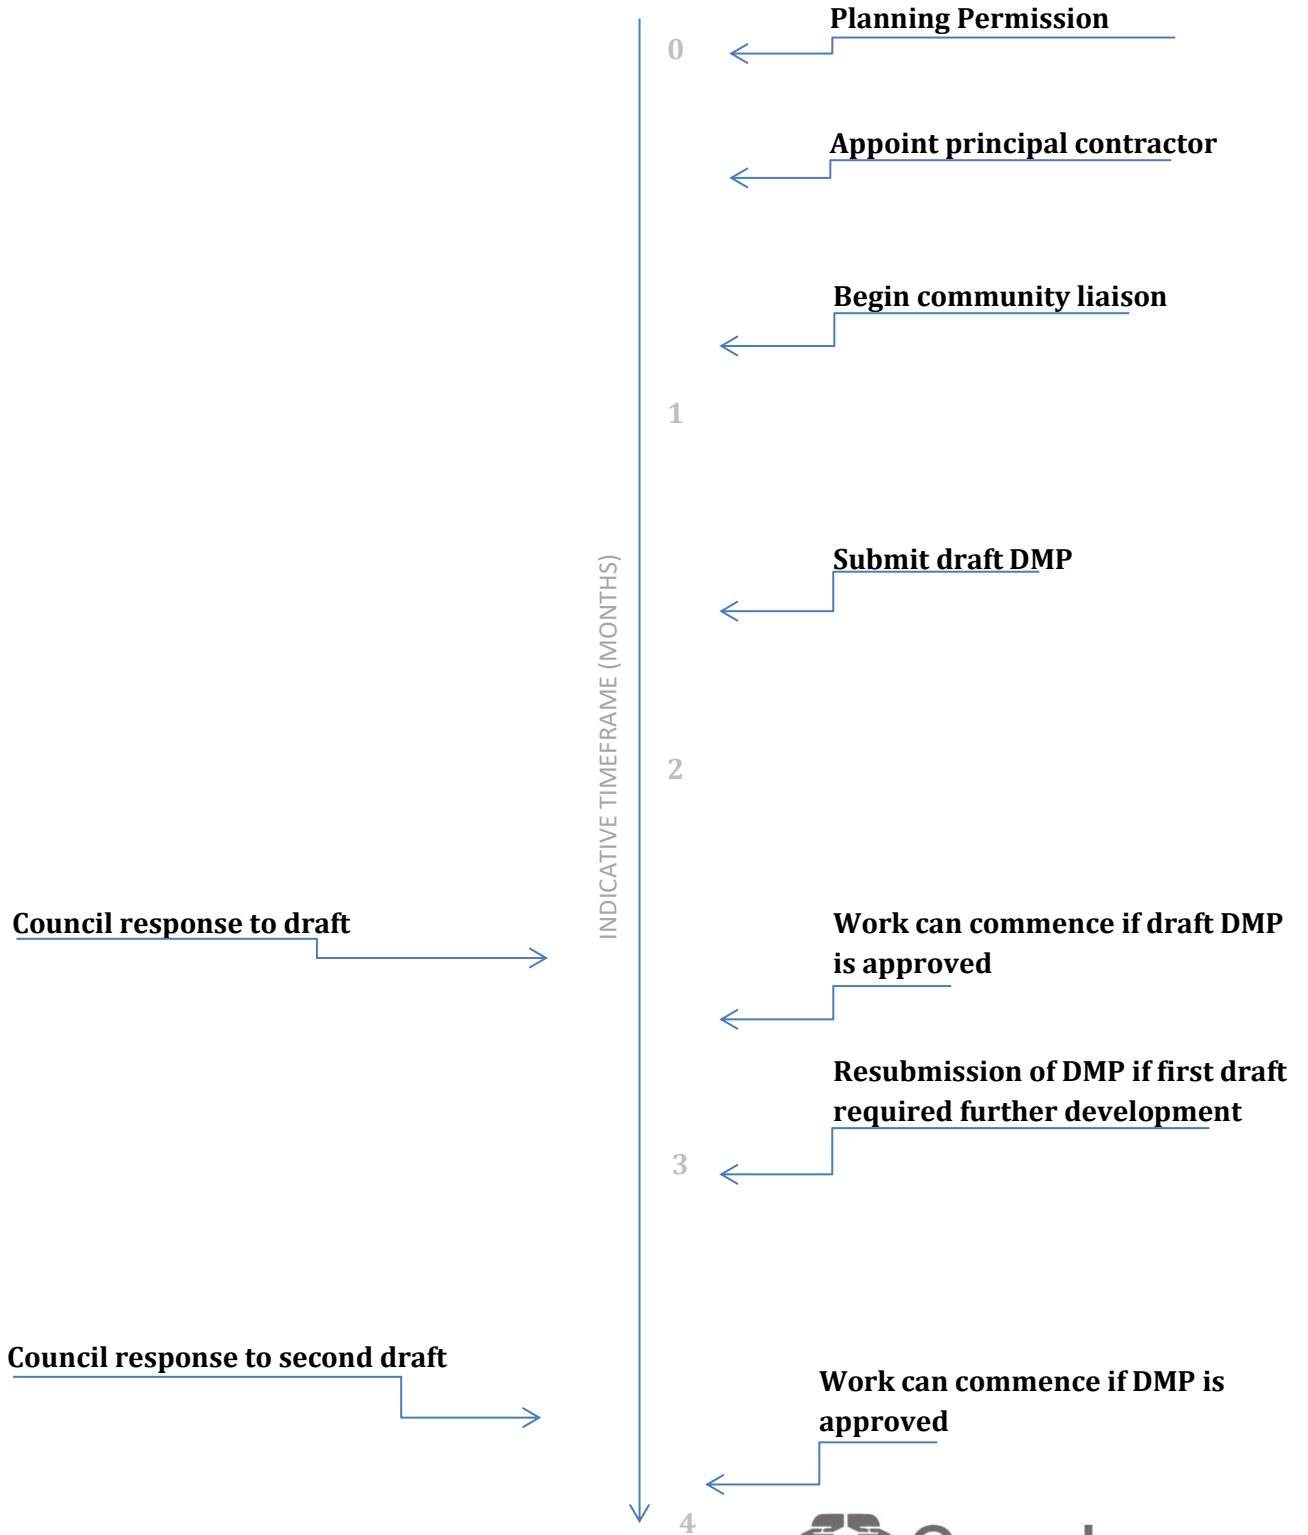 Planning Permission
0
Appoint principal contractor
Begin community liaison
1
Submit draft DMP
INDICATIVE TIMEFRAME (MONTHS)
2
Council response to draft
Work can commence if draft DMP
is approved
Resubmission of DMP if first draft
required further development
3
Council response to second draft
Work can commence if DMP is
approved
4